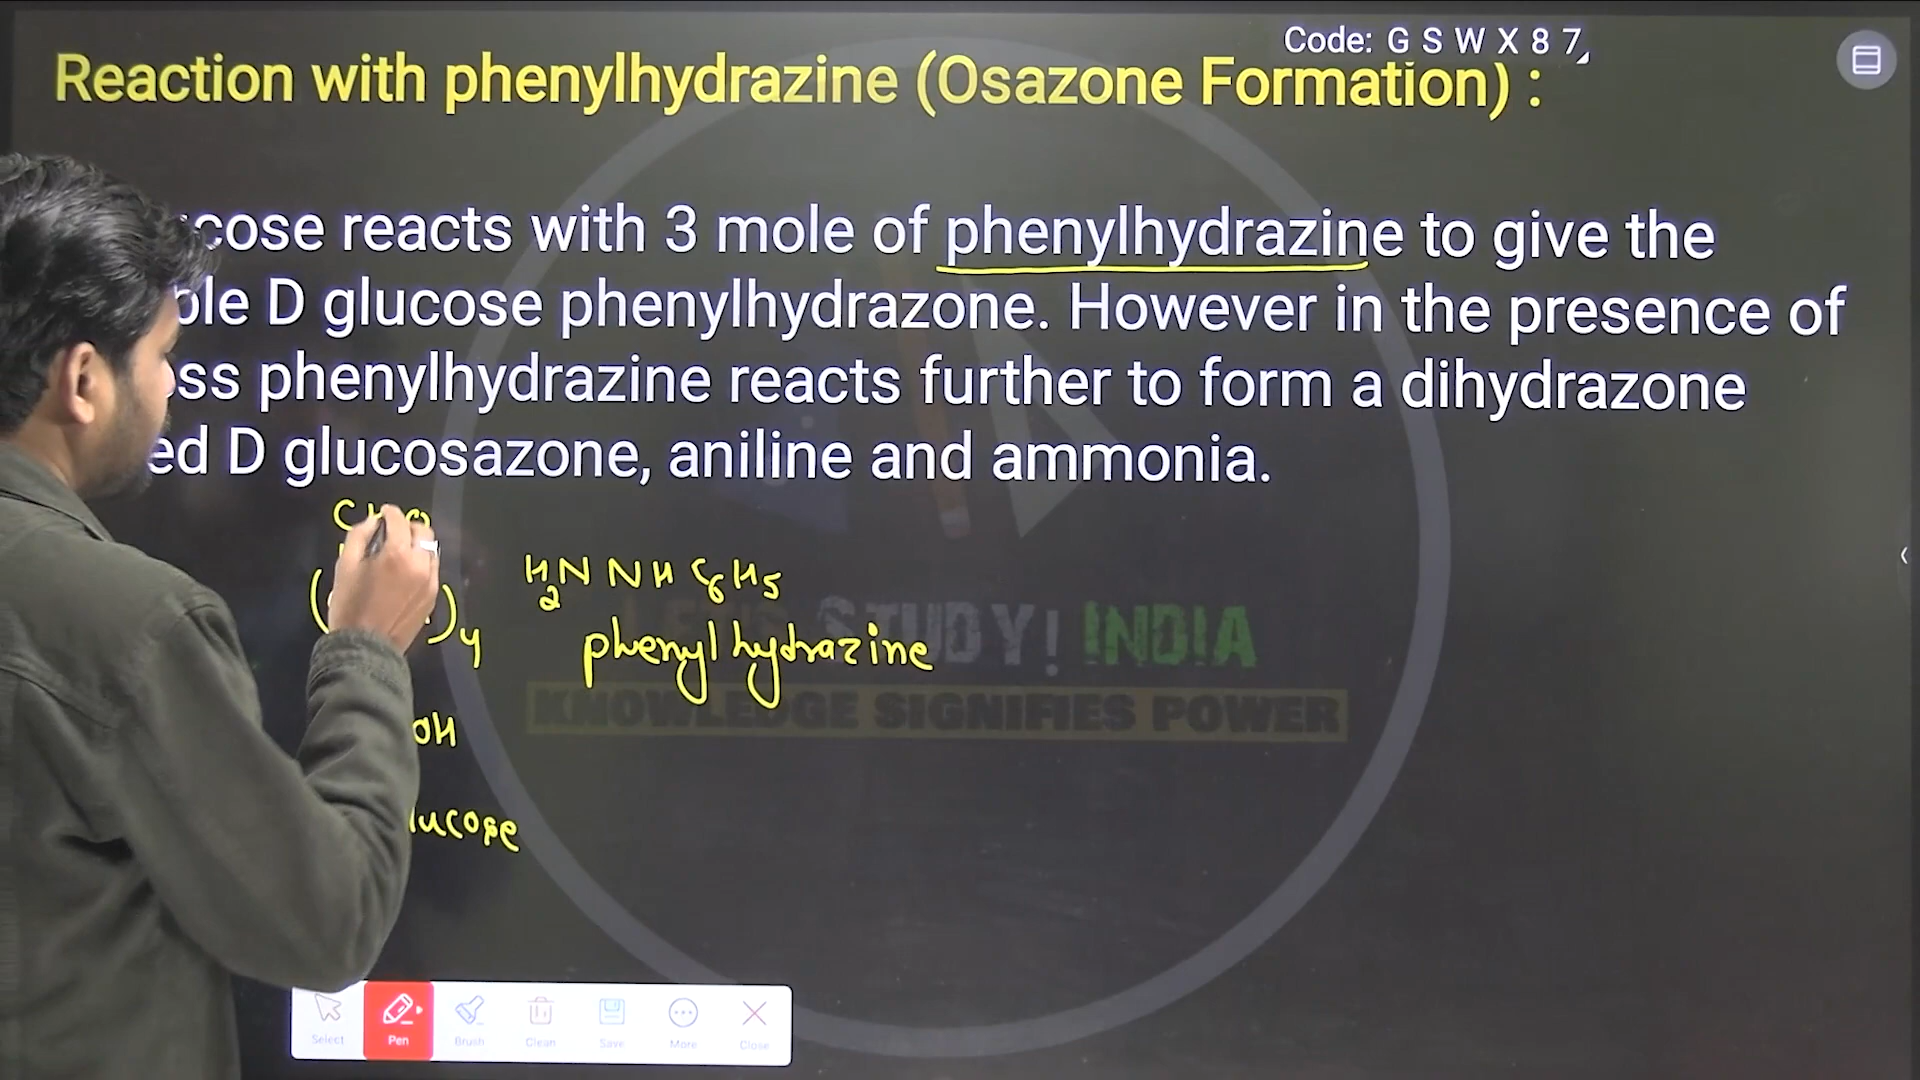 Code: G S W X 8 7
Reaction with phenylhydrazine (Osazone Formation) :
cose reacts with 3 mole of phenylhydrazine to give the
ble D glucose phenylhydrazone. However in the presence of
ss phenylhydrazine reacts further to form a dihydrazone
ed D glucosazone, aniline and ammonia.
H2N NH C6H5
)4
phenylhydrazine
STUDY! INDIA
KNOWLEDGE SIGNIFIES POWER
OH
lucose
Select Pen Brush Clean Save More Close